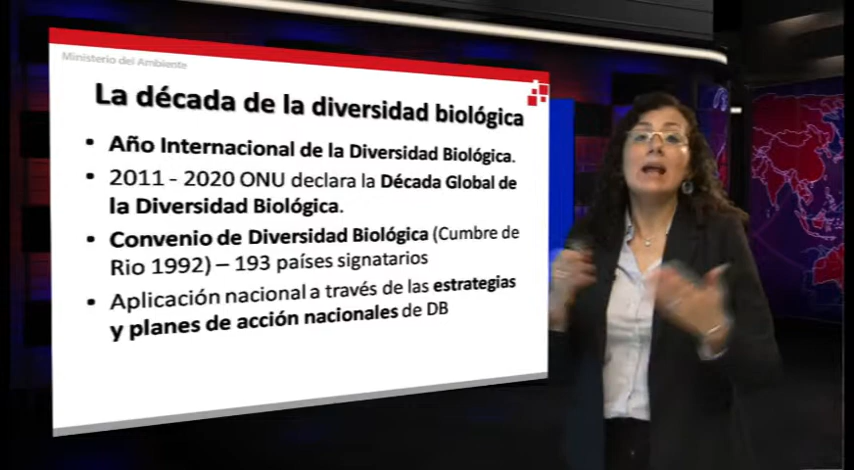 Ministerio del Ambiente
La década de la diversidad biológica
• Año Internacional de la Diversidad Biológica.
• 2011 - 2020 ONU declara la Década Global de
la Diversidad Biológica.
• Convenio de Diversidad Biológica (Cumbre de
Rio 1992) – 193 países signatarios
• Aplicación nacional a través de las estrategias
y planes de acción nacionales de DB